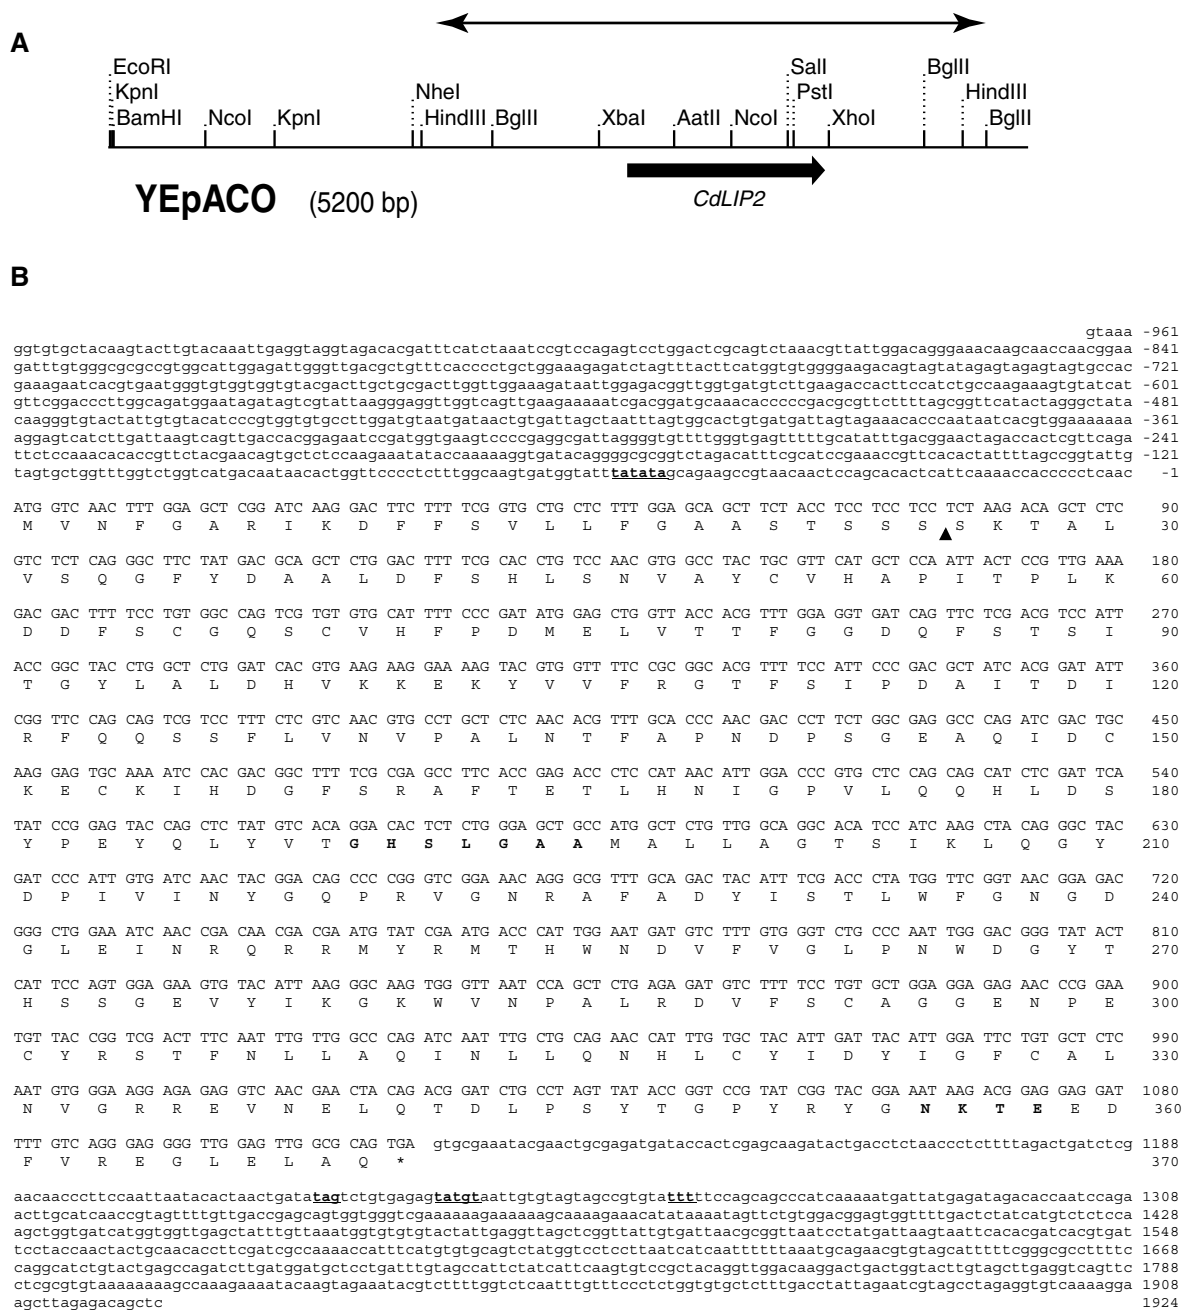 A
EcoRI SalI BglII
KpnI NheI PstI HindIII
BamHI NcoI KpnI HindIII BglII XbaI AatII NcoI XhoI BglII
YEpACO (5200 bp) CdLIP2
B
gtaaa -961
ggtgtgctacaagtacttgtacaaattgaggtaggtagacacgatttcatctaaatccgtccagagtcctggactcgcagtctaaacgttattggacagggaaacaagcaaccaacggaa -841
gatttgtgggcgcgccgtggcattggagattgggttgacgctgtttcacccctgctggaaagagatctagtttacttcatggtgtggggaagacagtagtatagagtagagtagtgccac -721
gaaagaatcacgtgaatgggtgtggtggtgtacgacttgctgcgacttggttggaaagataattggagacggttggtgatgtcttgaagaccacttccatctgccaagaaagtgtatcat -601
gttcggacccttggcagatggaatagatagtcgtattaagggaggttggtcagttgaagaaaaatcgacggatgcaaacacccccgacgcgttcttttagcggttcatactagggctata -481
caagggtgtactattgtgtacatcccgtggtgtgccttggatgtaatgataactgtgattagctaatttagtggcactgtgatgattagtagaaacacccaataatcacgtggaaaaaaa -361
aggagtcatcttgattaagtcagttgaccacggagaatccgatggtgaagtccccgaggcgattaggggtgttttgggtgagtttttgcatatttgacggaactagaccactcgttcaga -241
ttctccaaacacaccgttctacgaacagtgctctccaagaaatataccaaaaaggtgatacaggggcgcggtctagacatttcgcatccgaaaccgttcacactattttagccggtattg -121
tagtgctggtttggtctggtcatgacaataacactggttcccctctttggcaagtgatggtatttatatagcagaagccgtaacaactccagcacactcattcaaaaccaccccctcaac -1
ATG GTC AAC TTT GGA GCT CGG ATC AAG GAC TTC TTT TCG GTG CTG CTC TTT GGA GCA GCT TCT ACC TCC TCC TCC TCT AAG ACA GCT CTC 90
M V N F G A R I K D F F S V L L F G A A S T S S S S K T A L 30
GTC TCT CAG GGC TTC TAT GAC GCA GCT CTG GAC TTT TCG CAC CTG TCC AAC GTG GCC TAC TGC GTT CAT GCT CCA ATT ACT CCG TTG AAA 180
V S Q G F Y D A A L D F S H L S N V A Y C V H A P I T P L K 60
GAC GAC TTT TCC TGT GGC CAG TCG TGT GTG CAT TTT CCC GAT ATG GAG CTG GTT ACC ACG TTT GGA GGT GAT CAG TTC TCG ACG TCC ATT 270
D D F S C G Q S C V H F P D M E L V T T F G G D Q F S T S I 90
ACC GGC TAC CTG GCT CTG GAT CAC GTG AAG AAG GAA AAG TAC GTG GTT TTC CGC GGC ACG TTT TCC ATT CCC GAC GCT ATC ACG GAT ATT 360
T G Y L A L D H V K K E K Y V V F R G T F S I P D A I T D I 120
CGG TTC CAG CAG TCG TCC TTT CTC GTC AAC GTG CCT GCT CTC AAC ACG TTT GCA CCC AAC GAC CCT TCT GGC GAG GCC CAG ATC GAC TGC 450
R F Q Q S S F L V N V P A L N T F A P N D P S G E A Q I D C 150
AAG GAG TGC AAA ATC CAC GAC GGC TTT TCG CGA GCC TTC ACC GAG ACC CTC CAT AAC ATT GGA CCC GTG CTC CAG CAG CAT CTC GAT TCA 540
K E C K I H D G F S R A F T E T L H N I G P V L Q Q H L D S 180
TAT CCG GAG TAC CAG CTC TAT GTC ACA GGA CAC TCT CTG GGA GCT GCC ATG GCT CTG TTG GCA GGC ACA TCC ATC AAG CTA CAG GGC TAC 630
Y P E Y Q L Y V T G H S L G A A M A L L A G T S I K L Q G Y 210
GAT CCC ATT GTG ATC AAC TAC GGA CAG CCC CGG GTC GGA AAC AGG GCG TTT GCA GAC TAC ATT TCG ACC CTA TGG TTC GGT AAC GGA GAC 720
D P I V I N Y G Q P R V G N R A F A D Y I S T L W F G N G D 240
GGG CTG GAA ATC AAC CGA CAA CGA CGA ATG TAT CGA ATG ACC CAT TGG AAT GAT GTC TTT GTG GGT CTG CCC AAT TGG GAC GGG TAT ACT 810
G L E I N R Q R R M Y R M T H W N D V F V G L P N W D G Y T 270
CAT TCC AGT GGA GAA GTG TAC ATT AAG GGC AAG TGG GTT AAT CCA GCT CTG AGA GAT GTC TTT TCC TGT GCT GGA GGA GAG AAC CCG GAA 900
H S S G E V Y I K G K W V N P A L R D V F S C A G G E N P E 300
TGT TAC CGG TCG ACT TTC AAT TTG TTG GCC CAG ATC AAT TTG CTG CAG AAC CAT TTG TGC TAC ATT GAT TAC ATT GGA TTC TGT GCT CTC 990
C Y R S T F N L L A Q I N L L Q N H L C Y I D Y I G F C A L 330
AAT GTG GGA AGG AGA GAG GTC AAC GAA CTA CAG ACG GAT CTG CCT AGT TAT ACC GGT CCG TAT CGG TAC GGA AAT AAG ACG GAG GAG GAT 1080
N V G R R E V N E L Q T D L P S Y T G P Y R Y G N K T E E D 360
TTT GTC AGG GAG GGG TTG GAG TTG GCG CAG TGA gtgcgaaatacgaactgcgagatgataccactcgagcaagatactgacctctaaccctcttttagactgatctcg 1188
F V R E G L E L A Q * 370
aacaacccttccaattaatacactaactgatatagtctgtgagagtatgtaattgtgtagtagccgtgtatttttccagcagcccatcaaaaatgattatgagatagacaccaatccaga 1308
acttgcatcaaccgtagttttgttgaccgagcagtggtgggtcgaaaaaaagaaaaaagcaaaagaaacatataaaatagttctgtggacggagtggttttgactctatcatgtctctcca 1428
agctggtgatcatggtggttgagctatttgttaaatggtgtgtgtactattgaggttagctcggttattgtgattaacgcggttaatcctatgattaagtaattcacacgatcacgtgat 1548
tcctaccaactactgcaacaccttcgatcgccaaaaccatttcatgtgtgcagtctatggtcctccttaatcatcaattttttaaatgcagaacgtgtagcatttttcgggcgccttttc 1668
caggcatctgtactgagccagatcttgatggatgctcctgatttgtagccattctatcattcaagtgtccgctacaggttggacaaggactgactggtacttgtagcttgaggtcagttc 1788
ctcgcgtgtaaaaaaaagccaaagaaaatacaagtagaaatacgtcttttggtctcaatttgtttccctctggtgtgctctttgacctattagaatcgtagcctagaggtgtcaaaagga 1908
agcttagagacagctc 1924